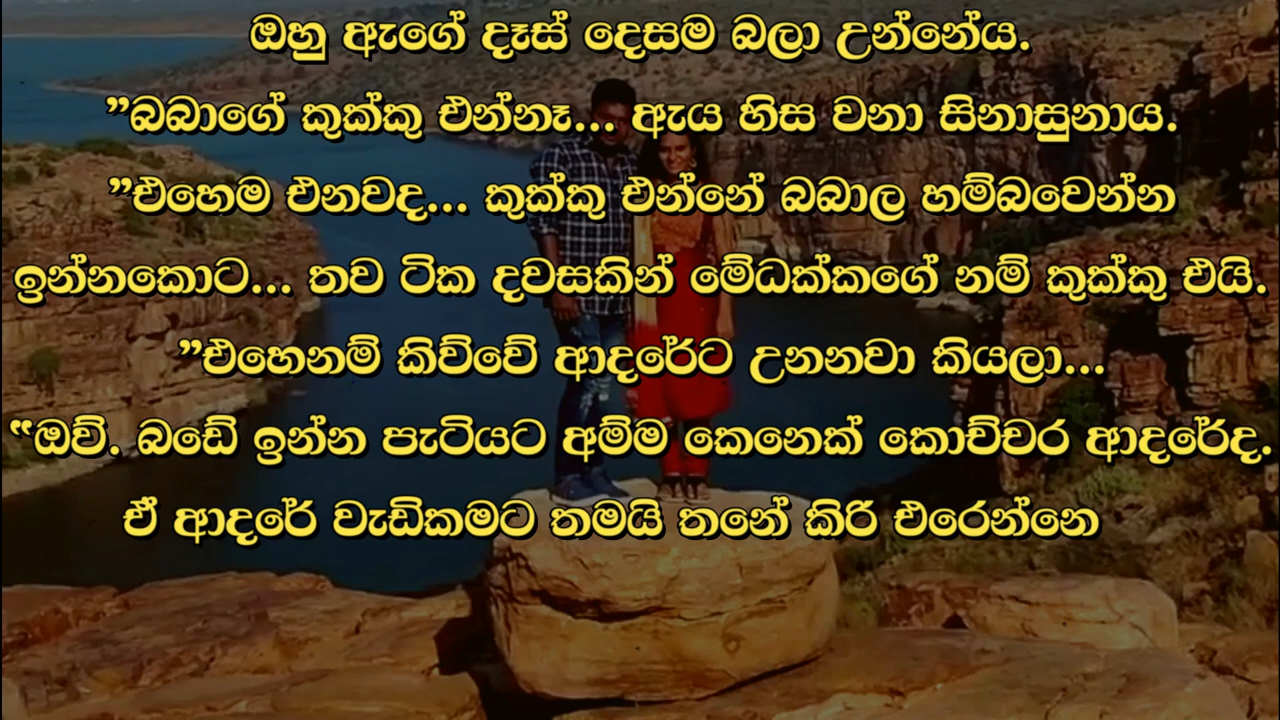 ඔහු ඇගේ දෑස් දෙසම බලා උන්නේය.
”බබාගේ කුක්කු එන්නෑ... ඇය හිස වනා සිනාසුනාය.
”එහෙම එනවද... කුක්කු එන්නේ බබාල හම්බවෙන්න
ඉන්නකොට... තව ටික දවසකින් මේධක්කගේ නම් කුක්කු එයි.
”එහෙනම් කිව්වේ ආදරේට උනනවා කියලා...
“ඔව්. බඩේ ඉන්න පැටියට අම්ම කෙනෙක් කොච්චර ආදරේද.
ඒ ආදරේ වැඩිකමට තමයි තනේ කිරි එරෙන්නෙ